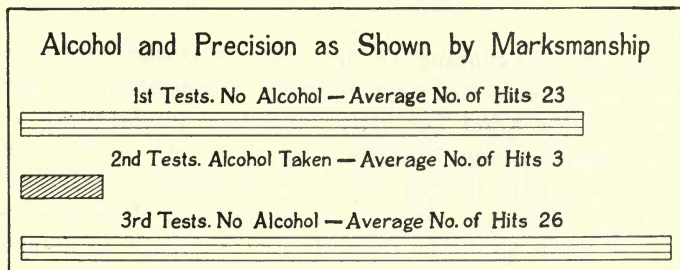 Alcohol and Precision as Shown by Marksmanship
1st Tests. No Alcohol — Average No. of Hits 23
2nd Tests. Alcohol Taken — Average No. of Hits 3
3rd Tests. No Alcohol — Average No. of Hits 26